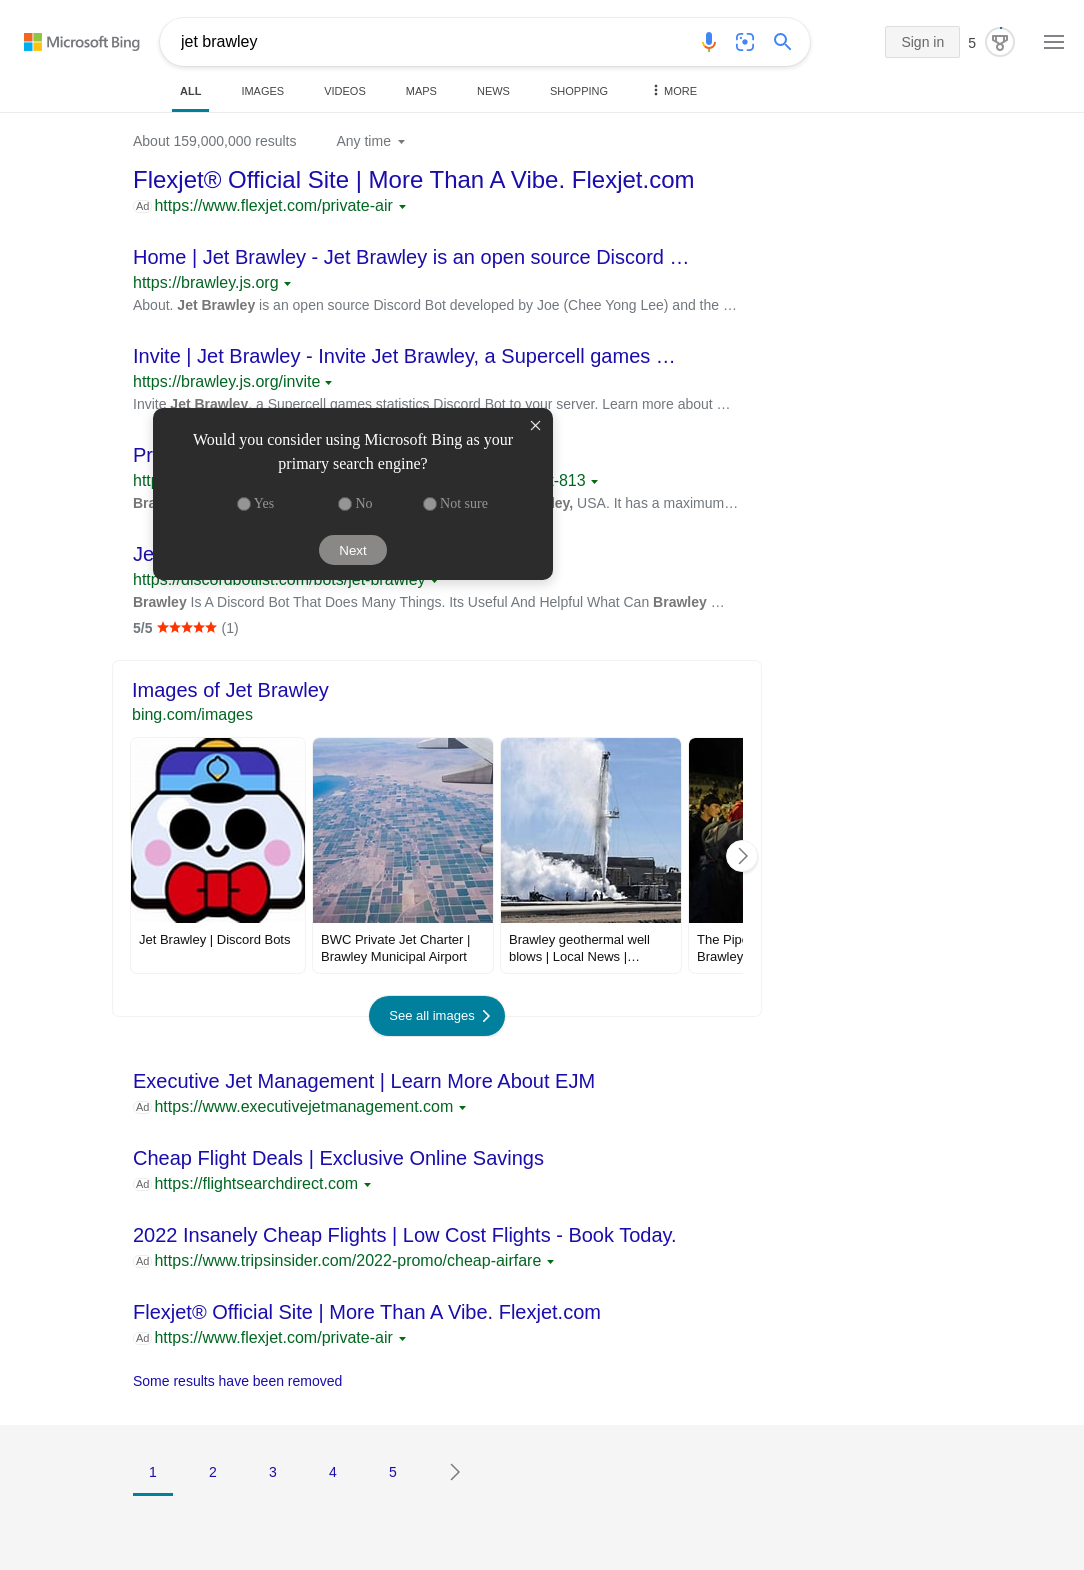 Microsoft Bing
jet brawley
Sign in
5
ALL
IMAGES
VIDEOS
MAPS
NEWS
SHOPPING
MORE
About 159,000,000 results
Any time
Flexjet® Official Site | More Than A Vibe. Flexjet.com
Ad https://www.flexjet.com/private-air
Home | Jet Brawley - Jet Brawley is an open source Discord …
https://brawley.js.org
About. Jet Brawley is an open source Discord Bot developed by Joe (Chee Yong Lee) and the …
Invite | Jet Brawley - Invite Jet Brawley, a Supercell games …
https://brawley.js.org/invite
Invite Jet Brawley, a Supercell games statistics Discord Bot to your server. Learn more about …
Would you consider using Microsoft Bing as your
primary search engine?
Yes
No
Not sure
Next
-813
USA. It has a maximum…
https://discordbotlist.com/bots/jet-brawley
Brawley Is A Discord Bot That Does Many Things. Its Useful And Helpful What Can Brawley …
5/5
(1)
Images of Jet Brawley
bing.com/images
Jet Brawley | Discord Bots
BWC Private Jet Charter |
Brawley Municipal Airport
Brawley geothermal well
blows | Local News |…
The Pip
Brawley
See all images
Executive Jet Management | Learn More About EJM
Ad https://www.executivejetmanagement.com
Cheap Flight Deals | Exclusive Online Savings
Ad https://flightsearchdirect.com
2022 Insanely Cheap Flights | Low Cost Flights - Book Today.
Ad https://www.tripsinsider.com/2022-promo/cheap-airfare
Flexjet® Official Site | More Than A Vibe. Flexjet.com
Ad https://www.flexjet.com/private-air
Some results have been removed
1
2
3
4
5